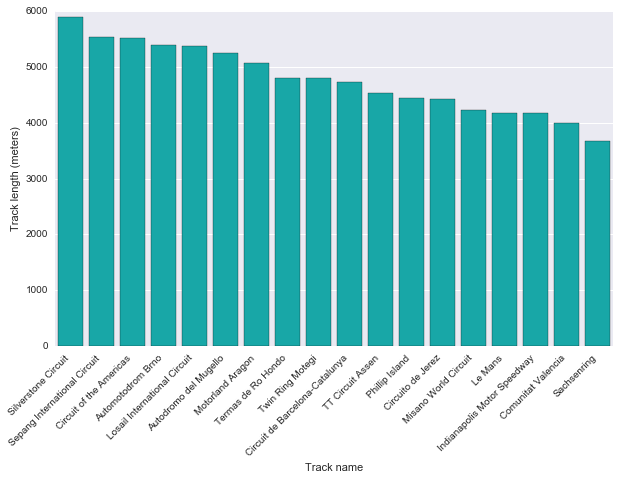 6000
5000
4000
3000
2000
1000
0
Track length (meters)
Silverstone Circuit
Sepang International Circuit
Circuit of the Americas
Automotodrom Brno
Losail International Circuit
Autodromo del Mugello
Motorland Aragon
Termas de Ro Hondo
Twin Ring Motegi
Circuit de Barcelona-Catalunya
TT Circuit Assen
Phillip Island
Circuito de Jerez
Misano World Circuit
Le Mans
Indianapolis Motor Speedway
Comunitat Valencia
Sachsenring
Track name